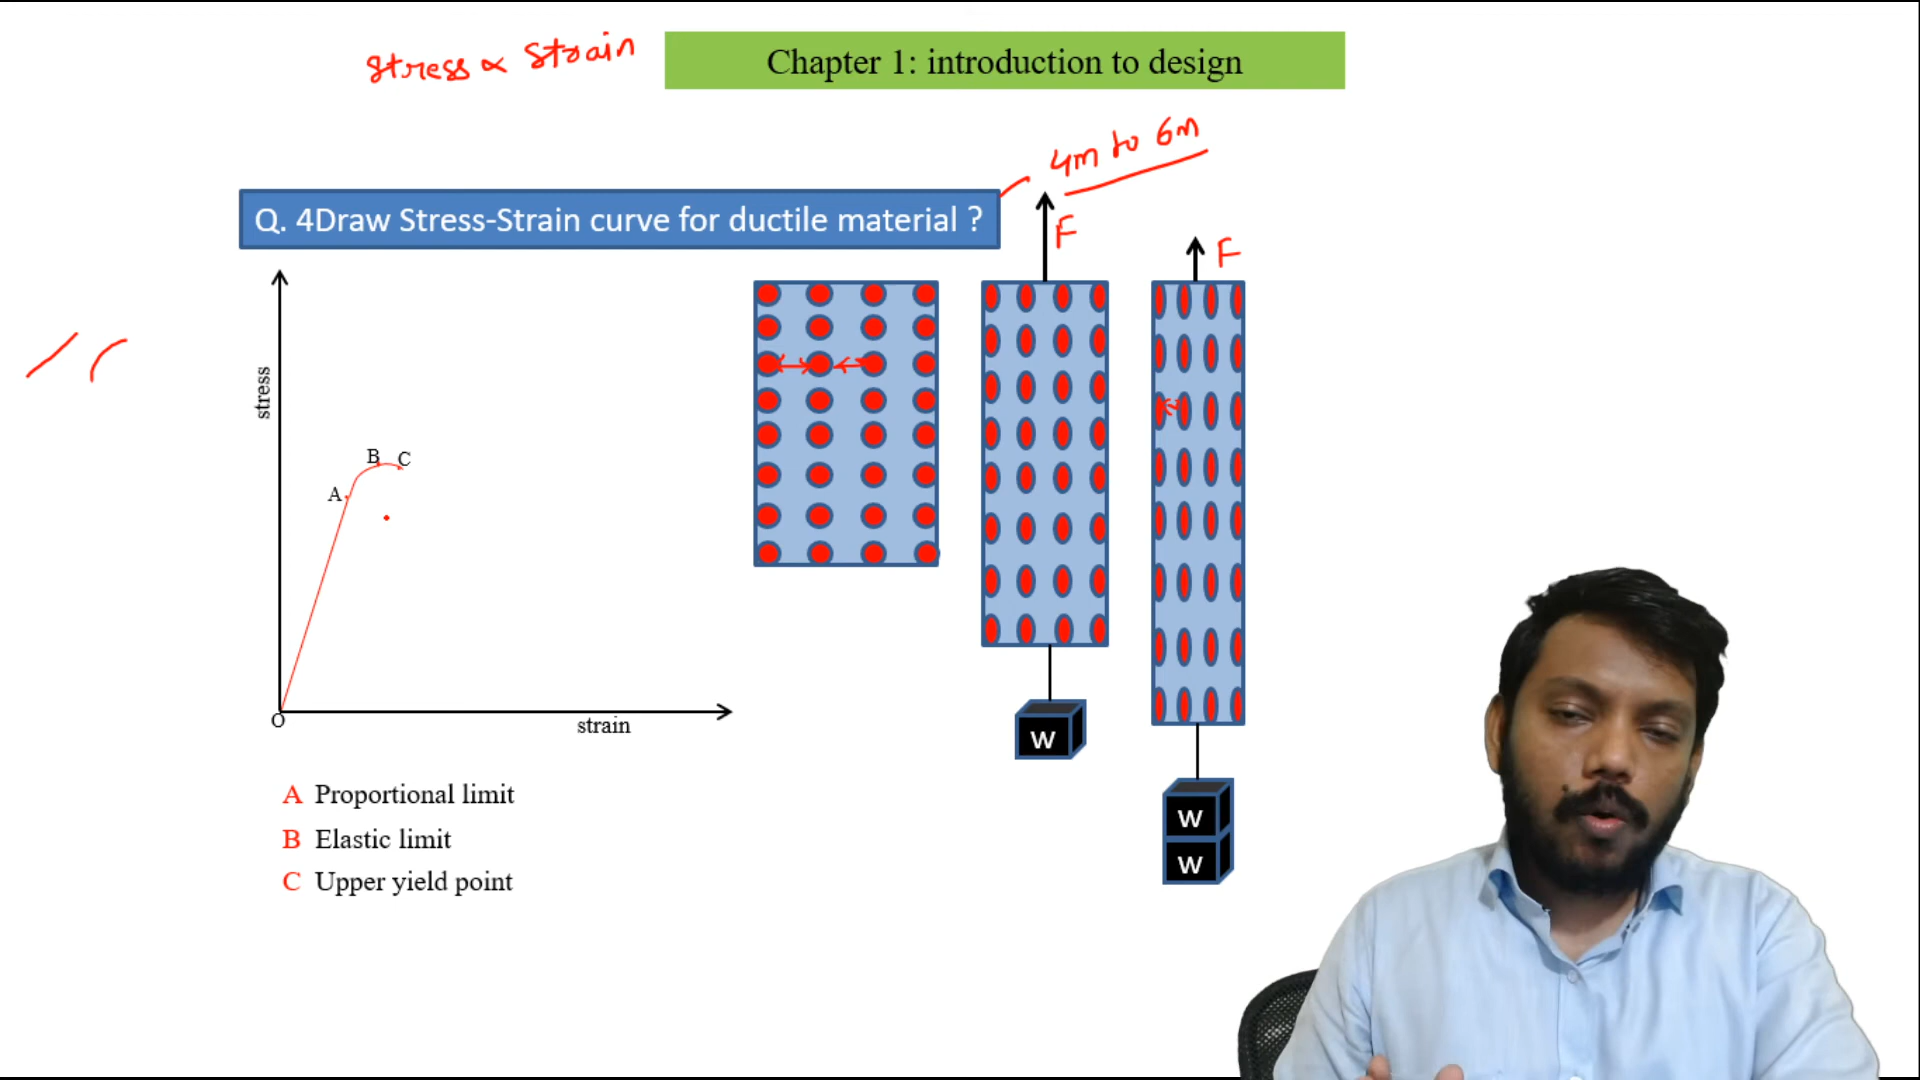 stress ∝ strain
Chapter 1: introduction to design
4m to 6m
Q. 4Draw Stress-Strain curve for ductile material ?
F
F
stress
B C
A
O
strain
W
W
W
A Proportional limit
B Elastic limit
C Upper yield point